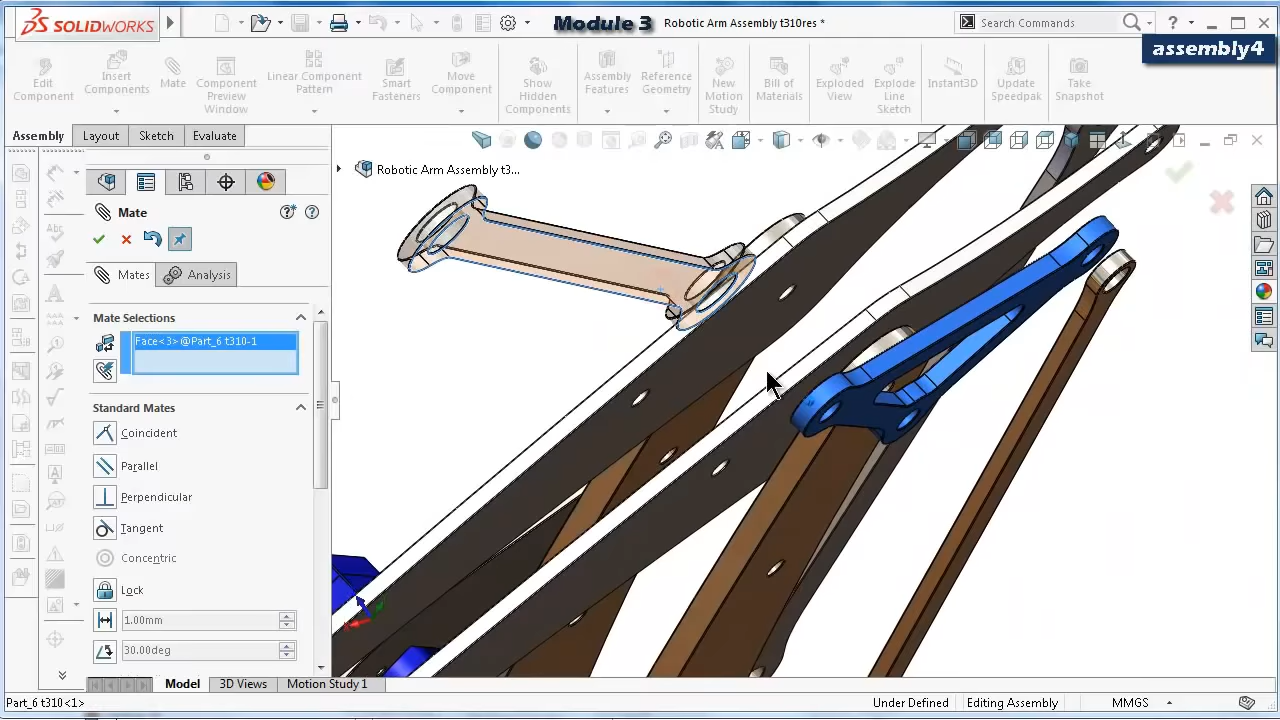 SOLIDWORKS
Module 3
Robotic Arm Assembly t310res *
Search Commands
assembly4
Edit Component
Insert Components
Mate
Component Preview Window
Linear Component Pattern
Smart Fasteners
Move Component
Show Hidden Components
Assembly Features
Reference Geometry
New Motion Study
Bill of Materials
Exploded View
Explode Line Sketch
Instant3D
Update Speedpak
Take Snapshot
Assembly
Layout
Sketch
Evaluate
Robotic Arm Assembly t3...
Mate
Mates
Analysis
Mate Selections
Face<3>@Part_6 t310-1
Standard Mates
Coincident
Parallel
Perpendicular
Tangent
Concentric
Lock
1.00mm
30.00deg
Model
3D Views
Motion Study 1
Part_6 t310<1>
Under Defined
Editing Assembly
MMGS